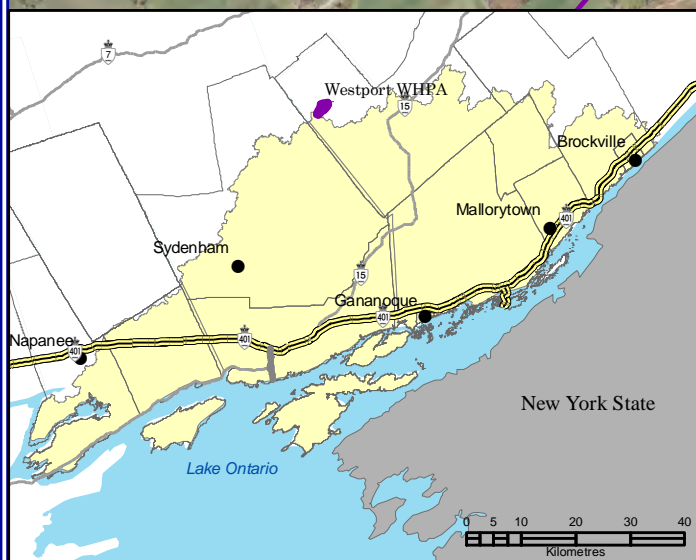 7
Westport WHPA
15
Brockville
Mallorytown
401
Sydenham
15
Gananoque
401
Napanee
401
401
New York State
Lake Ontario
0 5 10 20 30 40
Kilometres